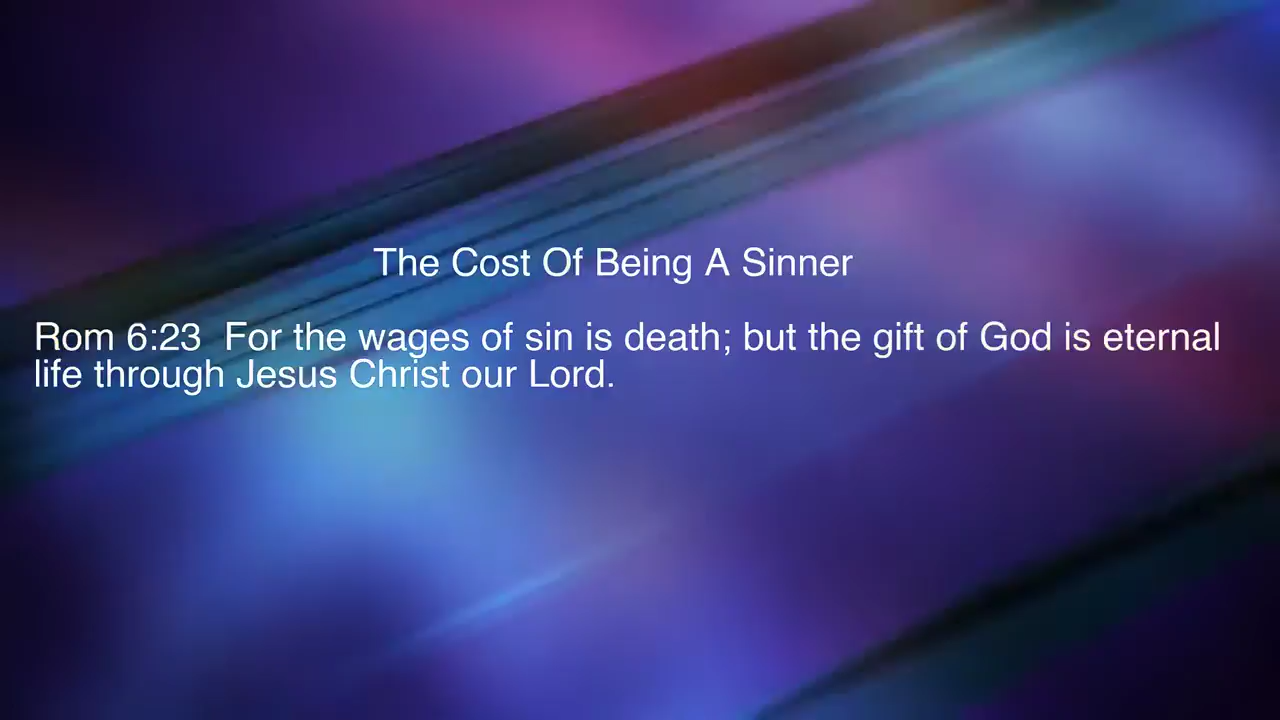 The Cost Of Being A Sinner
Rom 6:23  For the wages of sin is death; but the gift of God is eternal
life through Jesus Christ our Lord.